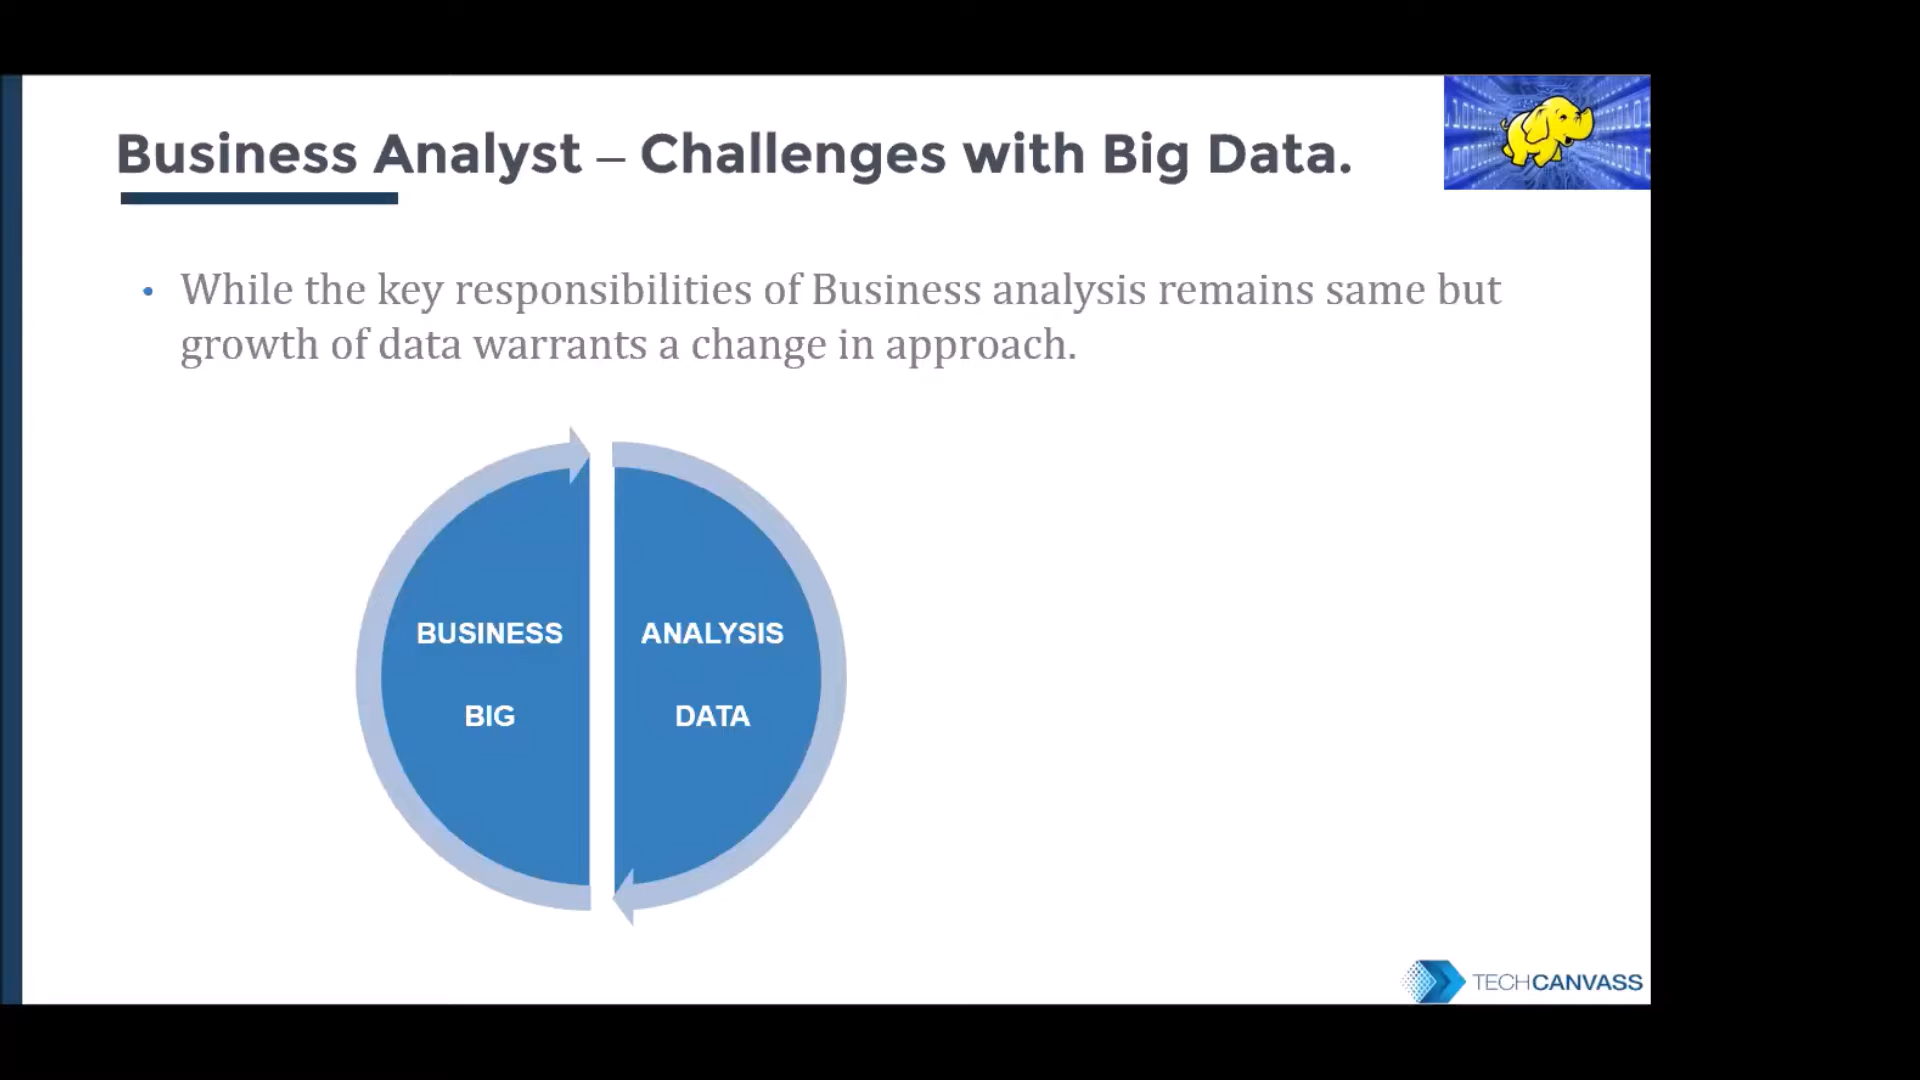 Business Analyst – Challenges with Big Data.
• While the key responsibilities of Business analysis remains same but
growth of data warrants a change in approach.
BUSINESS
BIG
ANALYSIS
DATA
TECHCANVASS